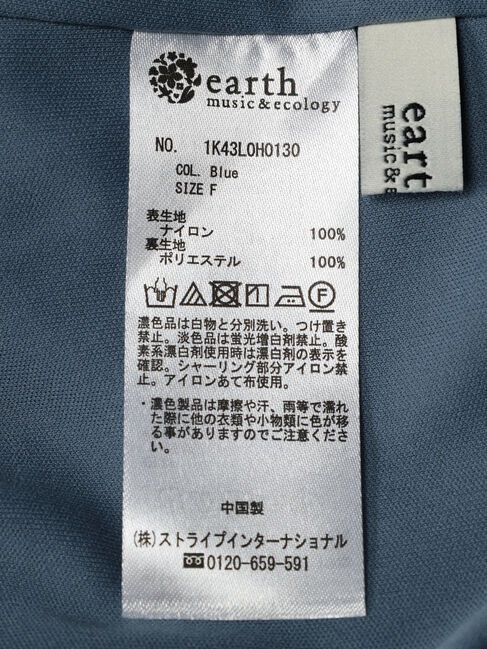 earth
music&ecology
NO. 1K43L0H0130
COL. Blue
SIZE F
表生地
ナイロン 100%
裏生地
ポリエステル 100%
濃色品は白物と分別洗い。つけ置き
禁止。淡色品は蛍光増白剤禁止。酸
素系漂白剤使用時は漂白剤の表示を
確認。シャーリング部分アイロン禁
止。アイロンあて布使用。
・濃色製品は摩擦や汗、雨等で濡れ
た際に他の衣類や小物類に色が移
る事がありますのでご注意くださ
い。
中国製
(株)ストライプインターナショナル
0120-659-591
eart
music&e